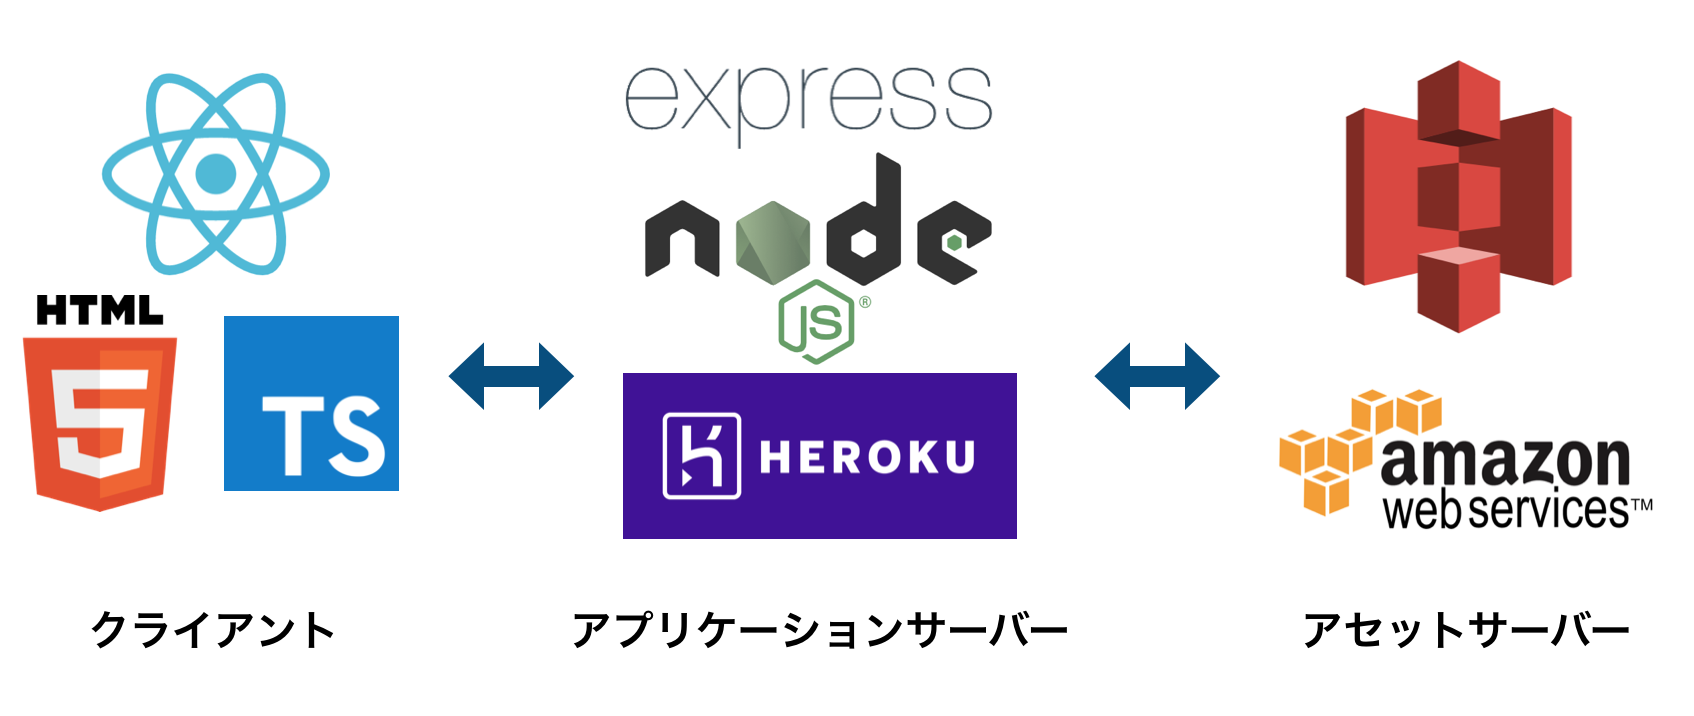 express
node
JS®
HTML
5
TS
HEROKU
amazon
web services™
クライアント
アプリケーションサーバー
アセットサーバー